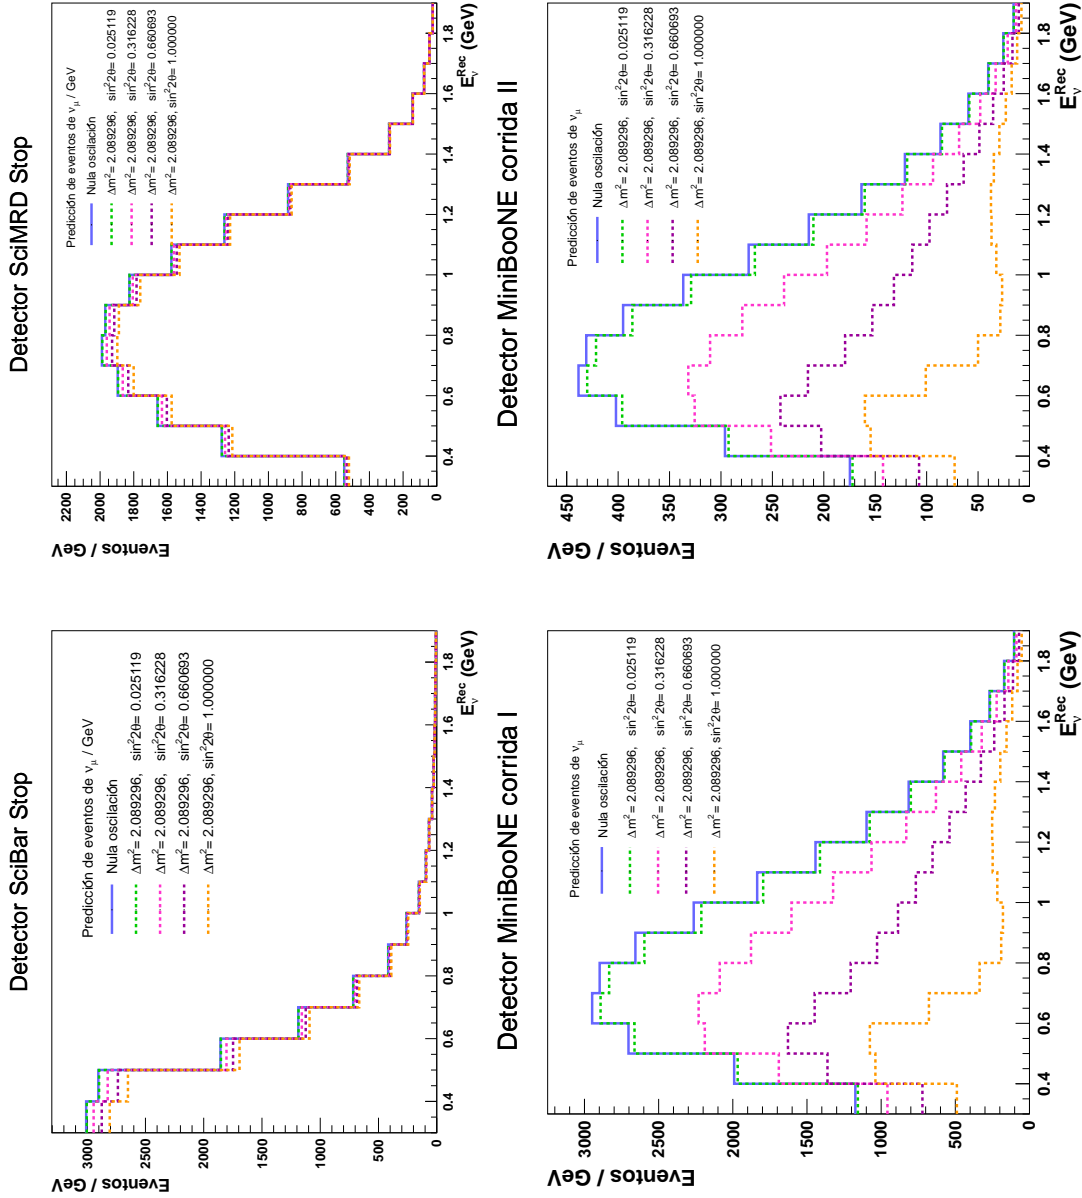 Detector SciBar Stop
Eventos / GeV
3000
2500
2000
1500
1000
500
0
Predicción de eventos de ν_μ / GeV
Nula oscilación
Δm²= 2.089296, sin²2θ= 0.025119
Δm²= 2.089296, sin²2θ= 0.316228
Δm²= 2.089296, sin²2θ= 0.660693
Δm²= 2.089296, sin²2θ= 1.000000
0.4 0.6 0.8 1 1.2 1.4 1.6 1.8
E_ν^Rec (GeV)
Detector SciMRD Stop
Eventos / GeV
2200
2000
1800
1600
1400
1200
1000
800
600
400
200
0
Predicción de eventos de ν_μ / GeV
Nula oscilación
Δm²= 2.089296, sin²2θ= 0.025119
Δm²= 2.089296, sin²2θ= 0.316228
Δm²= 2.089296, sin²2θ= 0.660693
Δm²= 2.089296, sin²2θ= 1.000000
0.4 0.6 0.8 1 1.2 1.4 1.6 1.8
E_ν^Rec (GeV)
Detector MiniBooNE corrida I
Eventos / GeV
3000
2500
2000
1500
1000
500
0
Predicción de eventos de ν_μ
Nula oscilación
Δm²= 2.089296, sin²2θ= 0.025119
Δm²= 2.089296, sin²2θ= 0.316228
Δm²= 2.089296, sin²2θ= 0.660693
Δm²= 2.089296, sin²2θ= 1.000000
0.4 0.6 0.8 1 1.2 1.4 1.6 1.8
E_ν^Rec (GeV)
Detector MiniBooNE corrida II
Eventos / GeV
450
400
350
300
250
200
150
100
50
0
Predicción de eventos de ν_μ
Nula oscilación
Δm²= 2.089296, sin²2θ= 0.025119
Δm²= 2.089296, sin²2θ= 0.316228
Δm²= 2.089296, sin²2θ= 0.660693
Δm²= 2.089296, sin²2θ= 1.000000
0.4 0.6 0.8 1 1.2 1.4 1.6 1.8
E_ν^Rec (GeV)